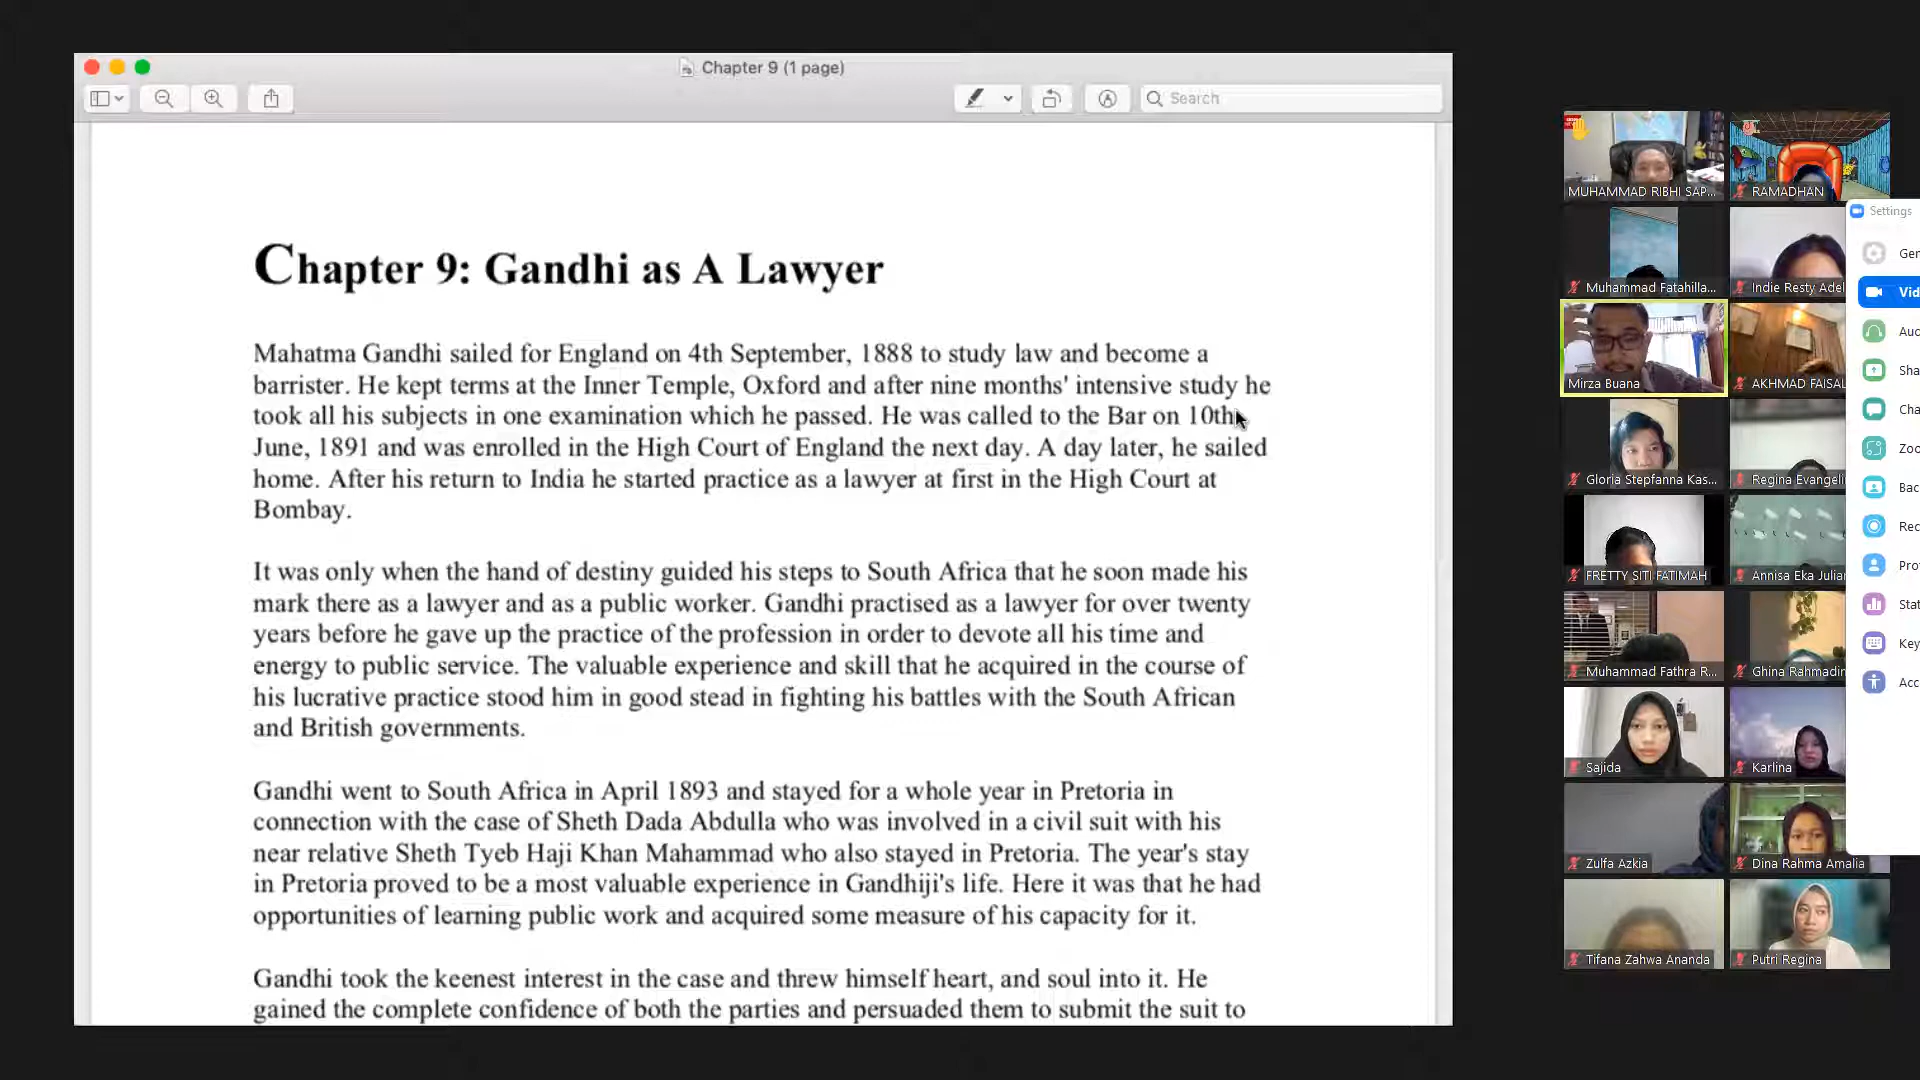 Chapter 9 (1 page)
Search
Chapter 9: Gandhi as A Lawyer
Mahatma Gandhi sailed for England on 4th September, 1888 to study law and become a
barrister. He kept terms at the Inner Temple, Oxford and after nine months' intensive study he
took all his subjects in one examination which he passed. He was called to the Bar on 10th
June, 1891 and was enrolled in the High Court of England the next day. A day later, he sailed
home. After his return to India he started practice as a lawyer at first in the High Court at
Bombay.
It was only when the hand of destiny guided his steps to South Africa that he soon made his
mark there as a lawyer and as a public worker. Gandhi practised as a lawyer for over twenty
years before he gave up the practice of the profession in order to devote all his time and
energy to public service. The valuable experience and skill that he acquired in the course of
his lucrative practice stood him in good stead in fighting his battles with the South African
and British governments.
Gandhi went to South Africa in April 1893 and stayed for a whole year in Pretoria in
connection with the case of Sheth Dada Abdulla who was involved in a civil suit with his
near relative Sheth Tyeb Haji Khan Mahammad who also stayed in Pretoria. The year's stay
in Pretoria proved to be a most valuable experience in Gandhiji's life. Here it was that he had
opportunities of learning public work and acquired some measure of his capacity for it.
Gandhi took the keenest interest in the case and threw himself heart, and soul into it. He
gained the complete confidence of both the parties and persuaded them to submit the suit to
MUHAMMAD RIBHI SAP...
RAMADHAN
Muhammad Fatahilla...
Indie Resty Adel
Mirza Buana
AKHMAD FAISAL
Gloria Stepfanna Kas...
Regina Evangeli
FRETTY SITI FATIMAH
Annisa Eka Julia
Muhammad Fathra R...
Ghina Rahmadin
Sajida
Karlina
Zulfa Azkia
Dina Rahma Amalia
Tifana Zahwa Ananda
Putri Regina
Settings
Ger
Vid
Auc
Sha
Cha
Zoo
Bac
Rec
Pro
Stat
Key
Acc